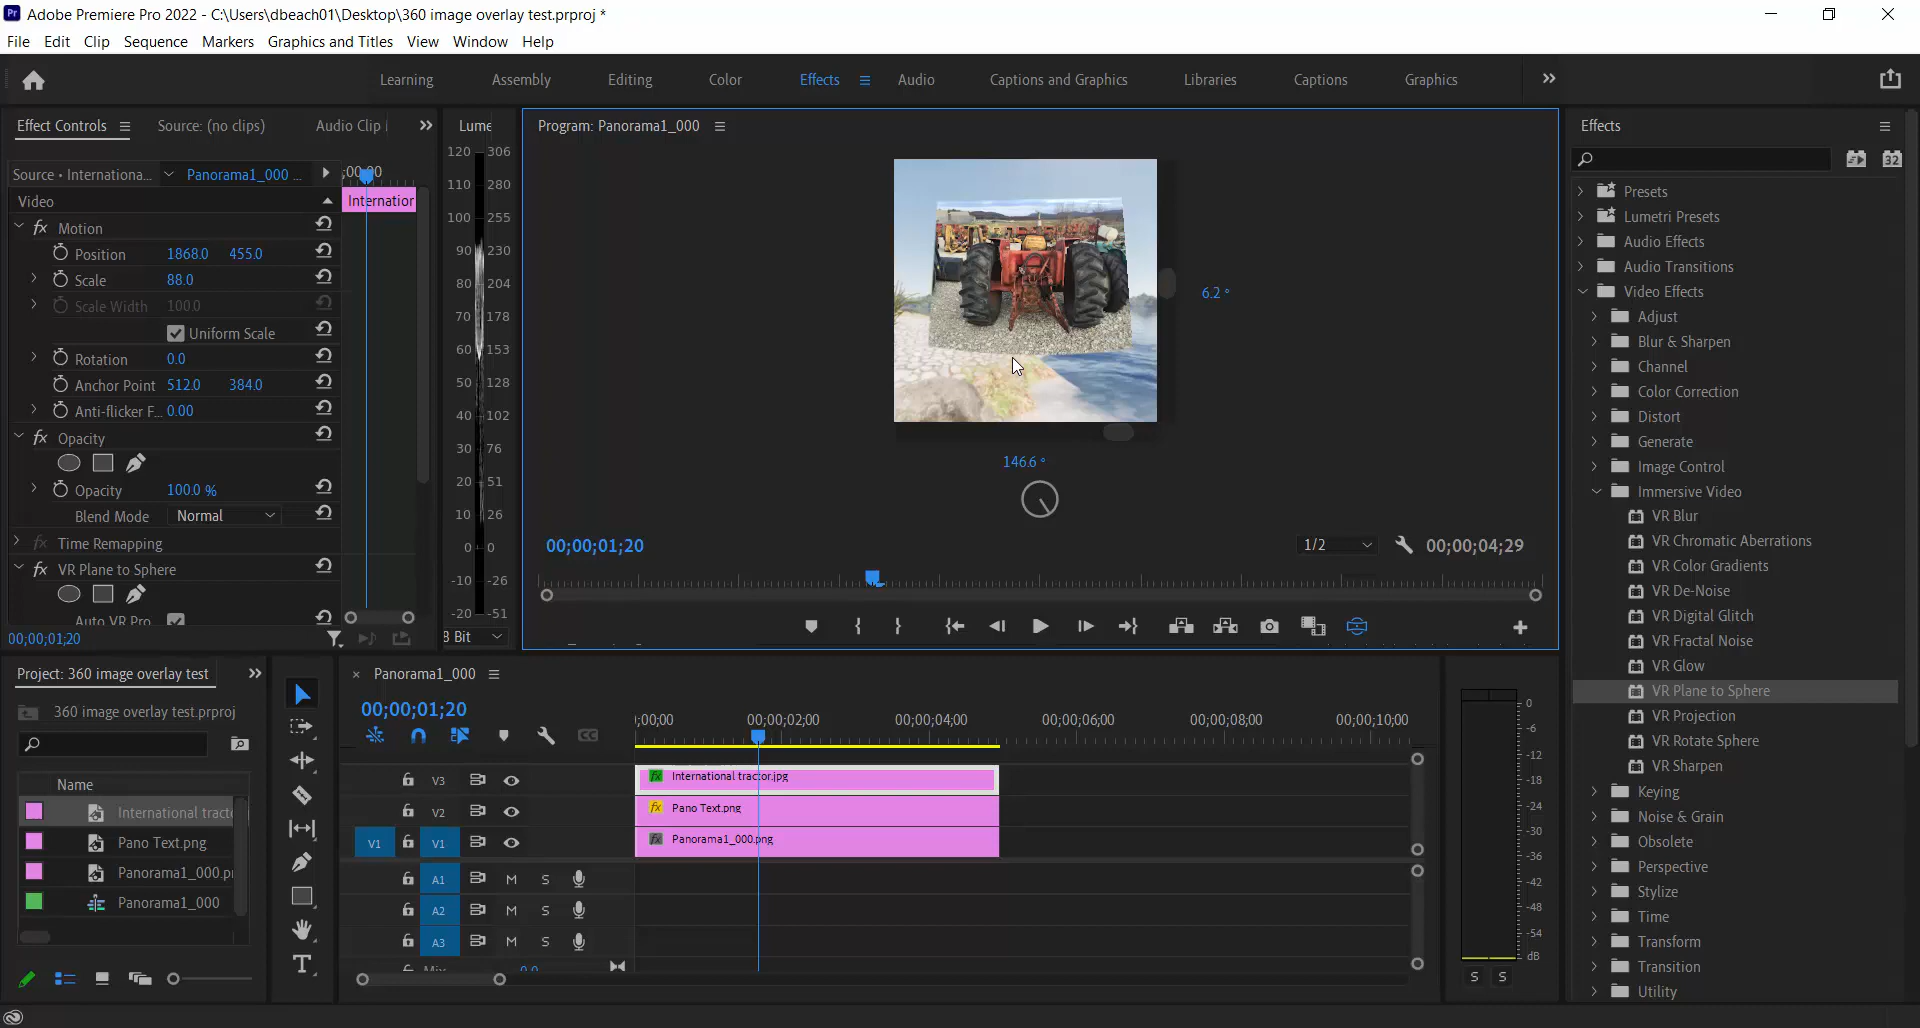 Adobe Premiere Pro 2022 - C:\Users\dbeach01\Desktop\360 image overlay test.prproj *
File Edit Clip Sequence Markers Graphics and Titles View Window Help
Learning Assembly Editing Color Effects Audio Captions and Graphics Libraries Captions Graphics
Effect Controls Source: (no clips) Audio Clip
Source • Internationa... Panorama1_000 ... ;00;00
Video Internation
Motion
Position 1868.0 455.0
Scale 88.0
Scale Width 100.0
Uniform Scale
Rotation 0.0
Anchor Point 512.0 384.0
Anti-flicker F... 0.00
Opacity
Opacity 100.0 %
Blend Mode Normal
Time Remapping
VR Plane to Sphere
Auto VR Pro
00;00;01;20
Lume
120 306
110 280
100 255
90 230
80 204
70 178
60 153
50 128
40 102
30 76
20 51
10 26
0 0
-10 -26
-20 -51
8 Bit
Program: Panorama1_000
6.2 °
146.6 °
00;00;01;20 1/2 00;00;04;29
Effects
32
Presets
Lumetri Presets
Audio Effects
Audio Transitions
Video Effects
Adjust
Blur & Sharpen
Channel
Color Correction
Distort
Generate
Image Control
Immersive Video
VR Blur
VR Chromatic Aberrations
VR Color Gradients
VR De-Noise
VR Digital Glitch
VR Fractal Noise
VR Glow
VR Plane to Sphere
VR Projection
VR Rotate Sphere
VR Sharpen
Keying
Noise & Grain
Obsolete
Perspective
Stylize
Time
Transform
Transition
Utility
Project: 360 image overlay test
360 image overlay test.prproj
Name
International tracto
Pano Text.png
Panorama1_000.pn
Panorama1_000
Panorama1_000
00;00;01;20
;00;00 00;00;02;00 00;00;04;00 00;00;06;00 00;00;08;00 00;00;10;00
V3 fx International tractor.jpg
V2 fx Pano Text.png
V1 V1 fx Panorama1_000.png
A1 M S
A2 M S
A3 M S
Mix 0.0
0
-6
-12
-18
-24
-30
-36
-42
-48
-54
dB
S S